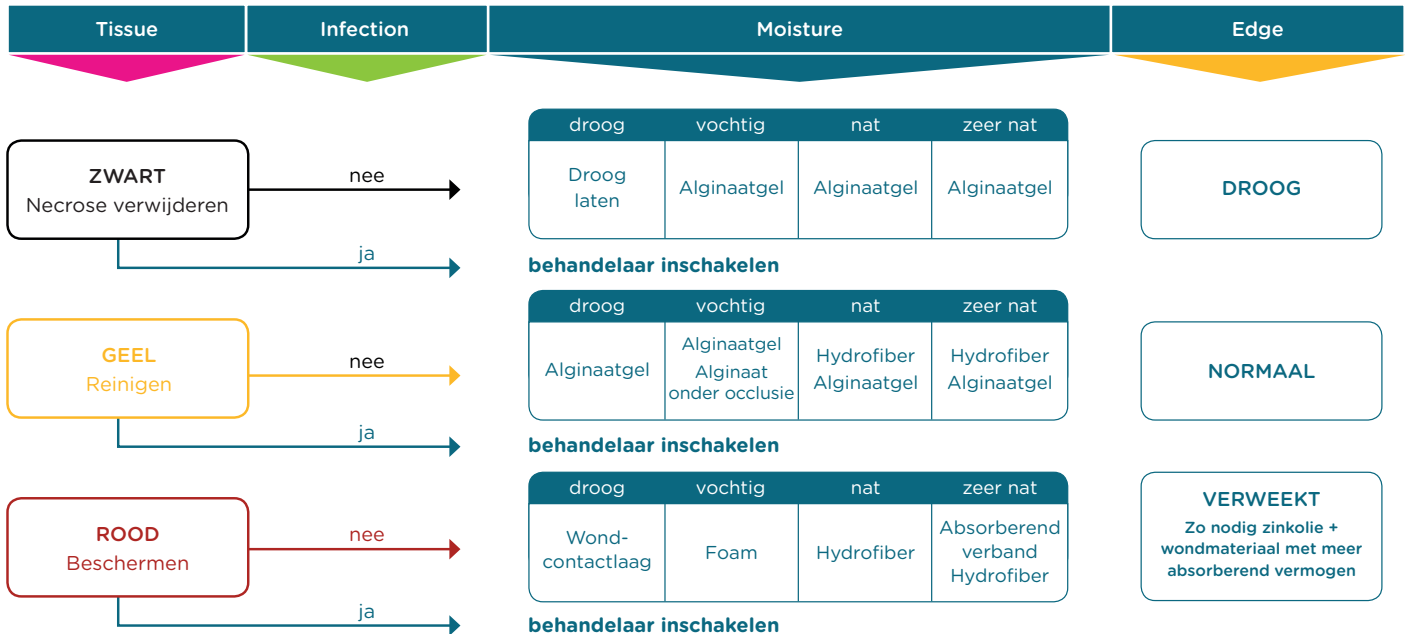 Tissue
Infection
Moisture
Edge
droog
vochtig
nat
zeer nat
ZWART
Necrose verwijderen
nee
Droog
laten
Alginaatgel
Alginaatgel
Alginaatgel
DROOG
ja
behandelaar inschakelen
droog
vochtig
nat
zeer nat
GEEL
Reinigen
nee
Alginaatgel
Alginaatgel
Alginaat
onder occlusie
Hydrofiber
Alginaatgel
Hydrofiber
Alginaatgel
NORMAAL
ja
behandelaar inschakelen
droog
vochtig
nat
zeer nat
ROOD
Beschermen
nee
Wond-
contactlaag
Foam
Hydrofiber
Absorberend
verband
Hydrofiber
VERWEEKT
Zo nodig zinkolie +
wondmateriaal met meer
absorberend vermogen
ja
behandelaar inschakelen